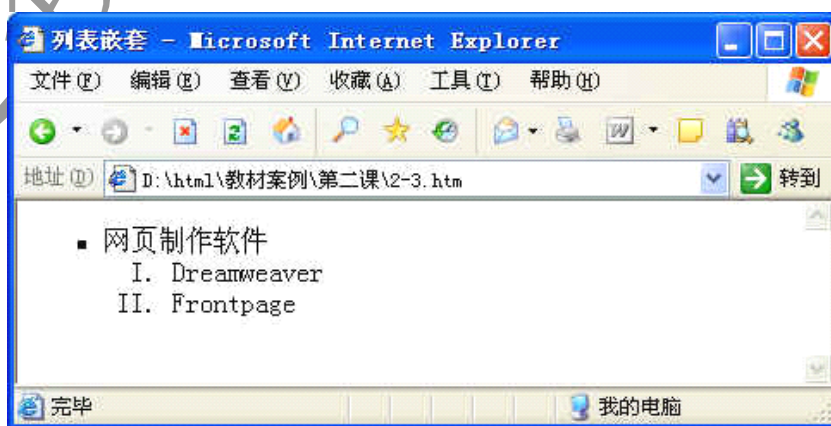 列表嵌套 - Microsoft Internet Explorer
文件(F) 编辑(E) 查看(V) 收藏(A) 工具(T) 帮助(H)
地址(D) D:\html\教材案例\第二课\2-3.htm 转到
▪ 网页制作软件
I. Dreamweaver
II. Frontpage
完毕 我的电脑